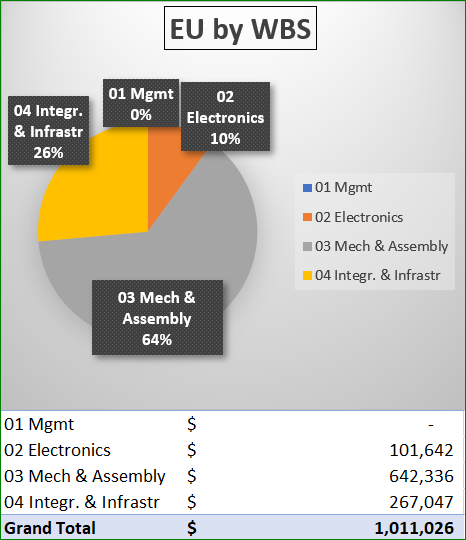 EU by WBS
01 Mgmt
0%
02
Electronics
10%
04 Integr.
& Infrastr
26%
03 Mech &
Assembly
64%
01 Mgmt
02 Electronics
03 Mech & Assembly
04 Integr. & Infrastr
01 Mgmt $ -
02 Electronics $ 101,642
03 Mech & Assembly $ 642,336
04 Integr. & Infrastr $ 267,047
Grand Total $ 1,011,026